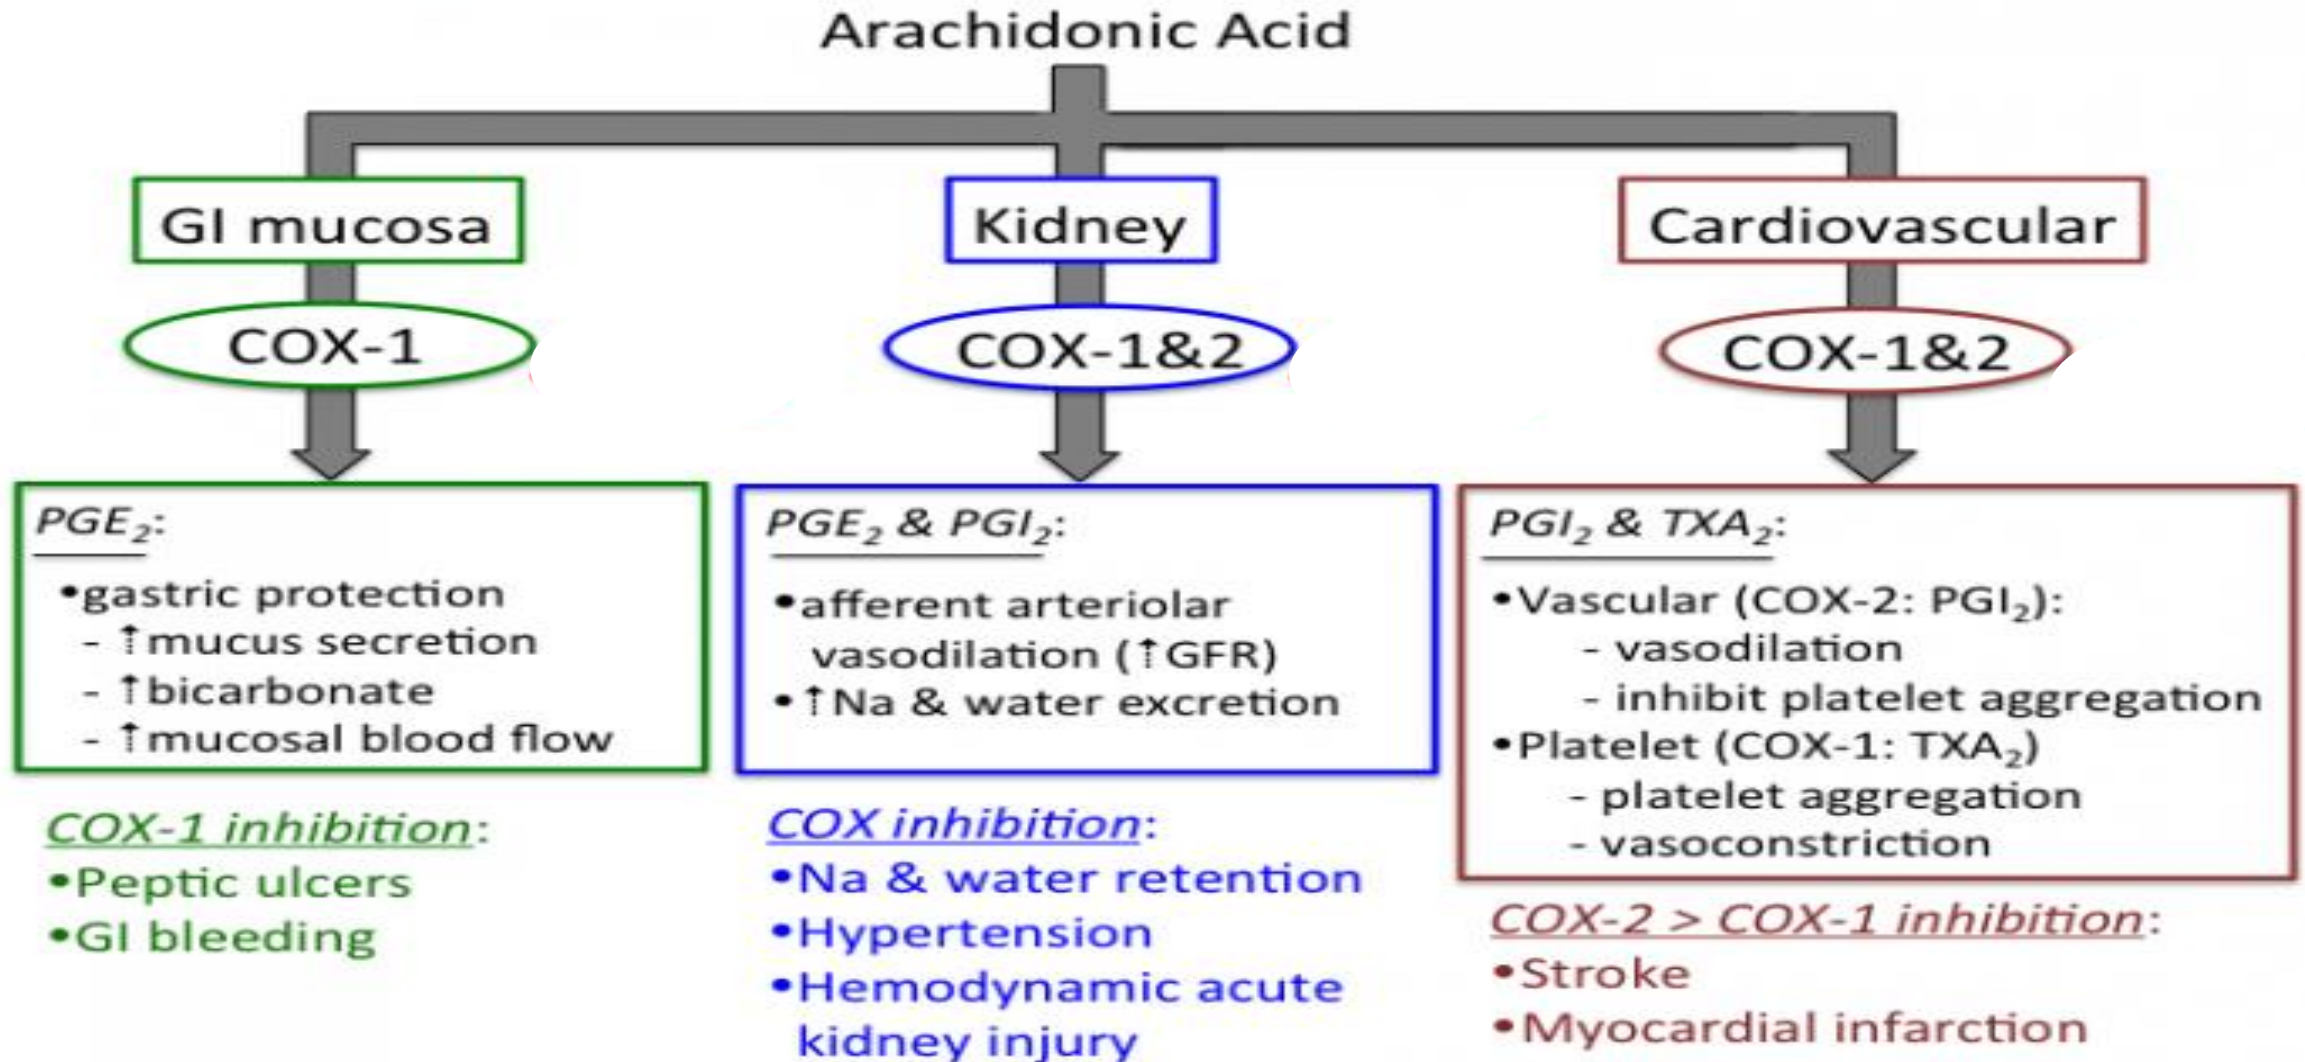 Arachidonic Acid
GI mucosa
COX-1
PGE₂:
•gastric protection
- ↑mucus secretion
- ↑bicarbonate
- ↑mucosal blood flow
COX-1 inhibition:
•Peptic ulcers
•GI bleeding
Kidney
COX-1&2
PGE₂ & PGI₂:
•afferent arteriolar
vasodilation (↑GFR)
•↑Na & water excretion
COX inhibition:
•Na & water retention
•Hypertension
•Hemodynamic acute
kidney injury
Cardiovascular
COX-1&2
PGI₂ & TXA₂:
•Vascular (COX-2: PGI₂):
- vasodilation
- inhibit platelet aggregation
•Platelet (COX-1: TXA₂)
- platelet aggregation
- vasoconstriction
COX-2 > COX-1 inhibition:
•Stroke
•Myocardial infarction